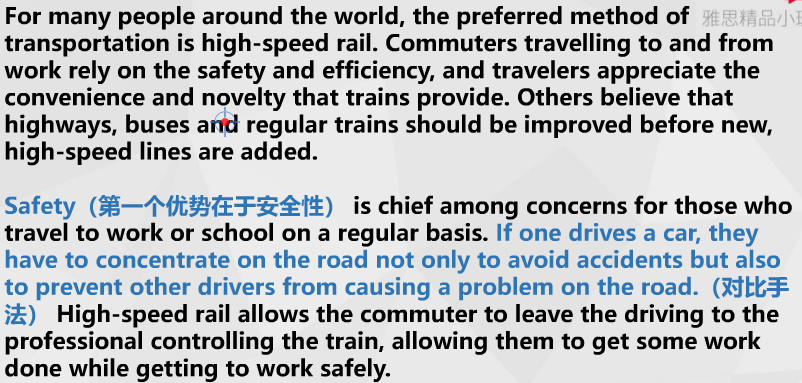 For many people around the world, the preferred method of
雅思精品小
transportation is high-speed rail. Commuters travelling to and from
work rely on the safety and efficiency, and travelers appreciate the
convenience and novelty that trains provide. Others believe that
highways, buses and regular trains should be improved before new,
high-speed lines are added.
Safety（第一个优势在于安全性） is chief among concerns for those who
travel to work or school on a regular basis. If one drives a car, they
have to concentrate on the road not only to avoid accidents but also
to prevent other drivers from causing a problem on the road.（对比手
法） High-speed rail allows the commuter to leave the driving to the
professional controlling the train, allowing them to get some work
done while getting to work safely.